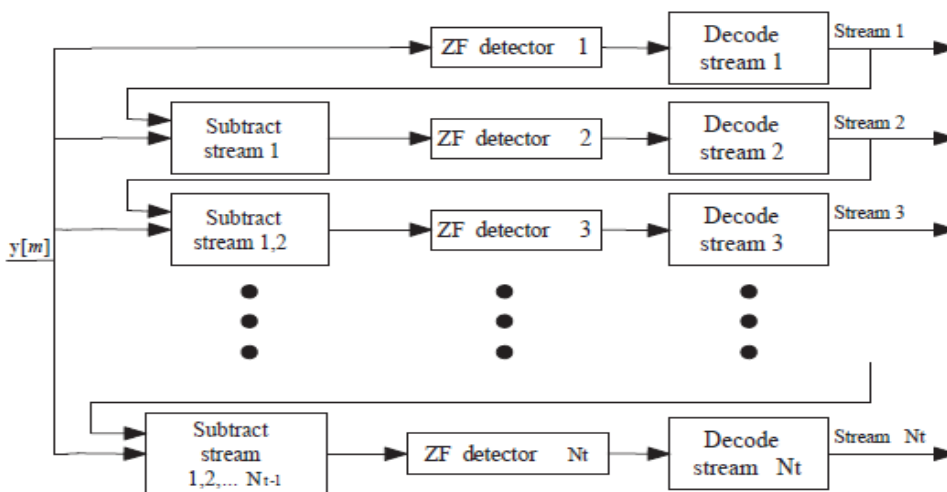 ZF detector 1
Decode
stream 1
Stream 1
Subtract
stream 1
ZF detector 2
Decode
stream 2
Stream 2
Subtract
stream 1,2
ZF detector 3
Decode
stream 3
Stream 3
y[m]
Subtract
stream
1,2,... Nt-1
ZF detector Nt
Decode
stream Nt
Stream Nt